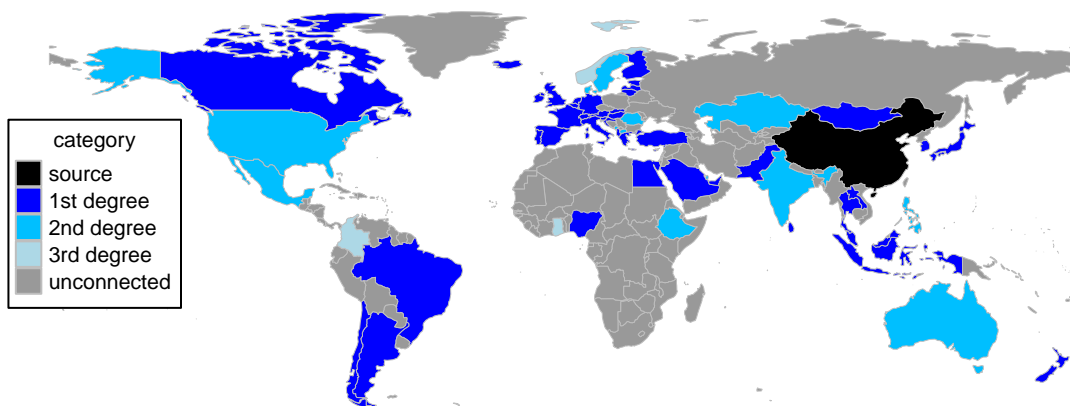 category
source
1st degree
2nd degree
3rd degree
unconnected